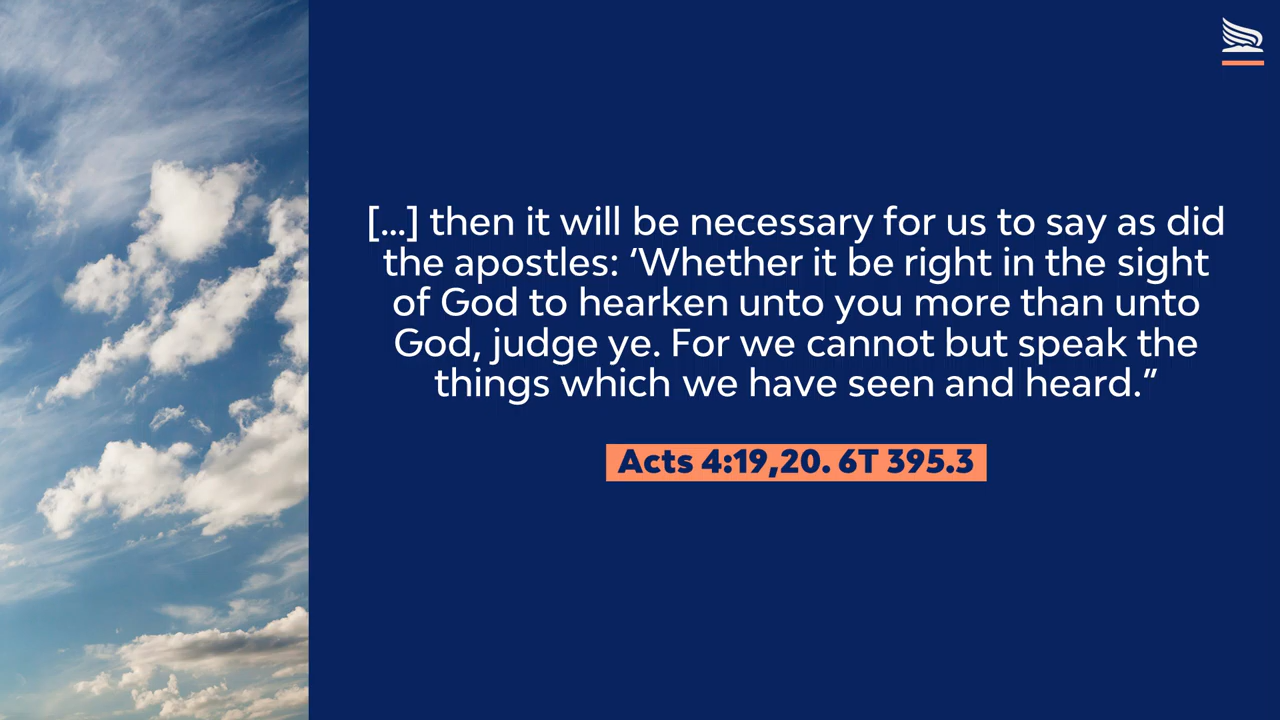 [...] then it will be necessary for us to say as did
the apostles: ‘Whether it be right in the sight
of God to hearken unto you more than unto
God, judge ye. For we cannot but speak the
things which we have seen and heard.”
Acts 4:19,20. 6T 395.3